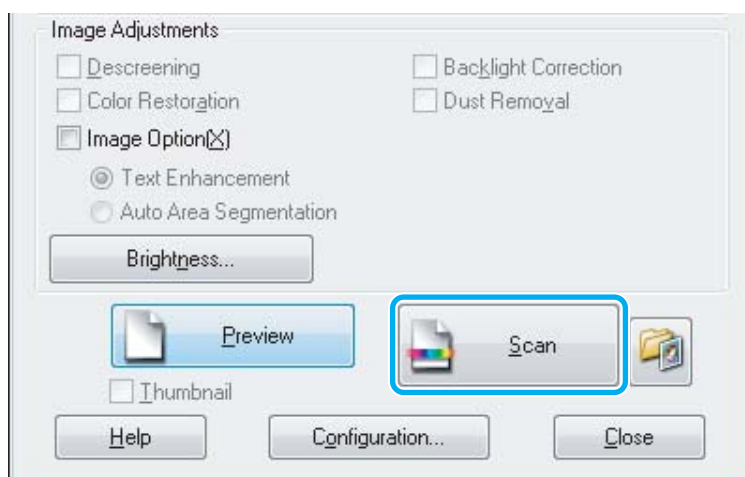 Image Adjustments
Descreening Backlight Correction
Color Restoration Dust Removal
Image Option(X)
Text Enhancement
Auto Area Segmentation
Brightness...
Preview Scan
Thumbnail
Help Configuration... Close